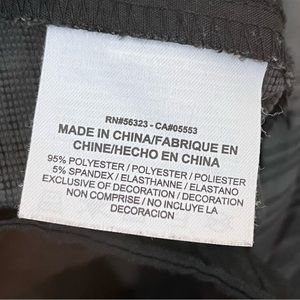 RN#56323 - CA#05553
MADE IN CHINA/FABRIQUE EN
CHINE/HECHO EN CHINA
95% POLYESTER / POLYESTER / POLIESTER
5% SPANDEX / ELASTHANNE / ELASTANO
EXCLUSIVE OF DECORATION / DECORATION
NON COMPRISE / NO INCLUYE LA
DECORACION